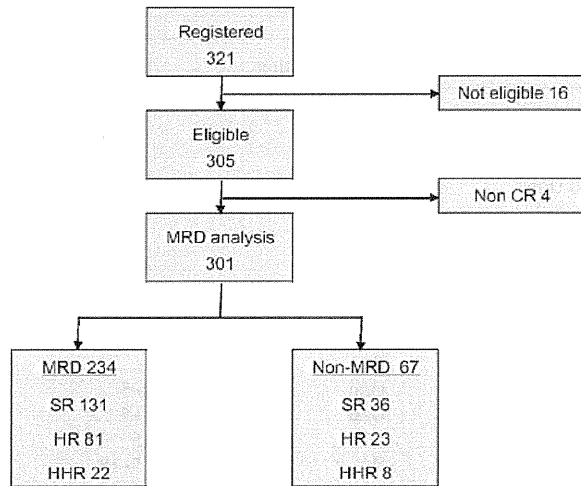 Registered
321
Not eligible 16
Eligible
305
Non CR 4
MRD analysis
301
MRD 234
SR 131
HR 81
HHR 22
Non-MRD 67
SR 36
HR 23
HHR 8